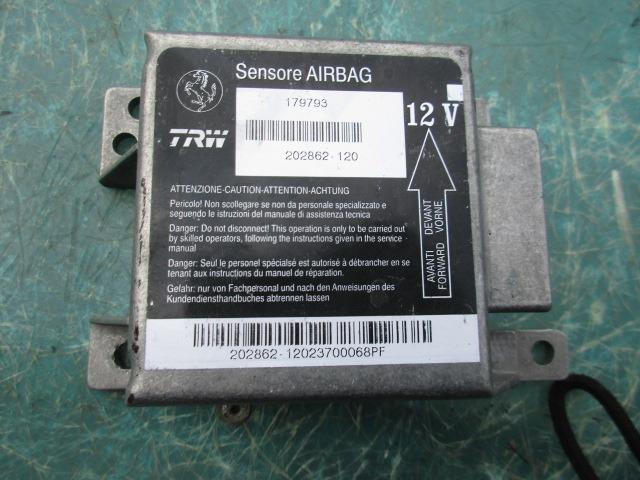 Sensore AIRBAG
179793
12 V
TRW
202862-120
ATTENZIONE-CAUTION-ATTENTION-ACHTUNG
Pericolo! Non scollegare se non da personale specializzato e
seguendo le istruzioni del manuale di assistenza tecnica
Danger: Do not disconnect! This operation is only to be carried out
by skilled operators, following the instructions given in the service
manual
Danger: Seul le personel spécialsé est autorisé à débrancher en se
tenant aux instructions du manuel de réparation.
Gefahr: nur von Fachpersonal und nach den Anweisungen des
Kundendiensthandbuches abtrennen lassen
AVANTI DEVANT
FORWARD VORNE
202862-12023700068PF